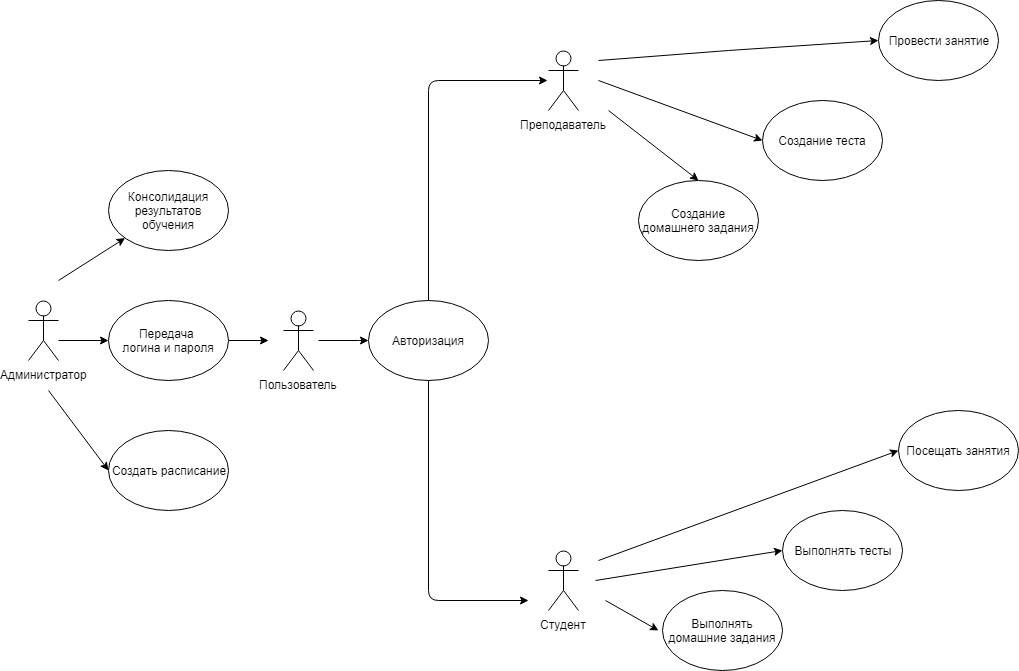 Провести занятие
Преподаватель
Создание теста
Создание
домашнего задания
Консолидация
результатов
обучения
Передача
логина и пароля
Авторизация
Администратор
Пользователь
Создать расписание
Посещать занятия
Выполнять тесты
Студент
Выполнять
домашние задания